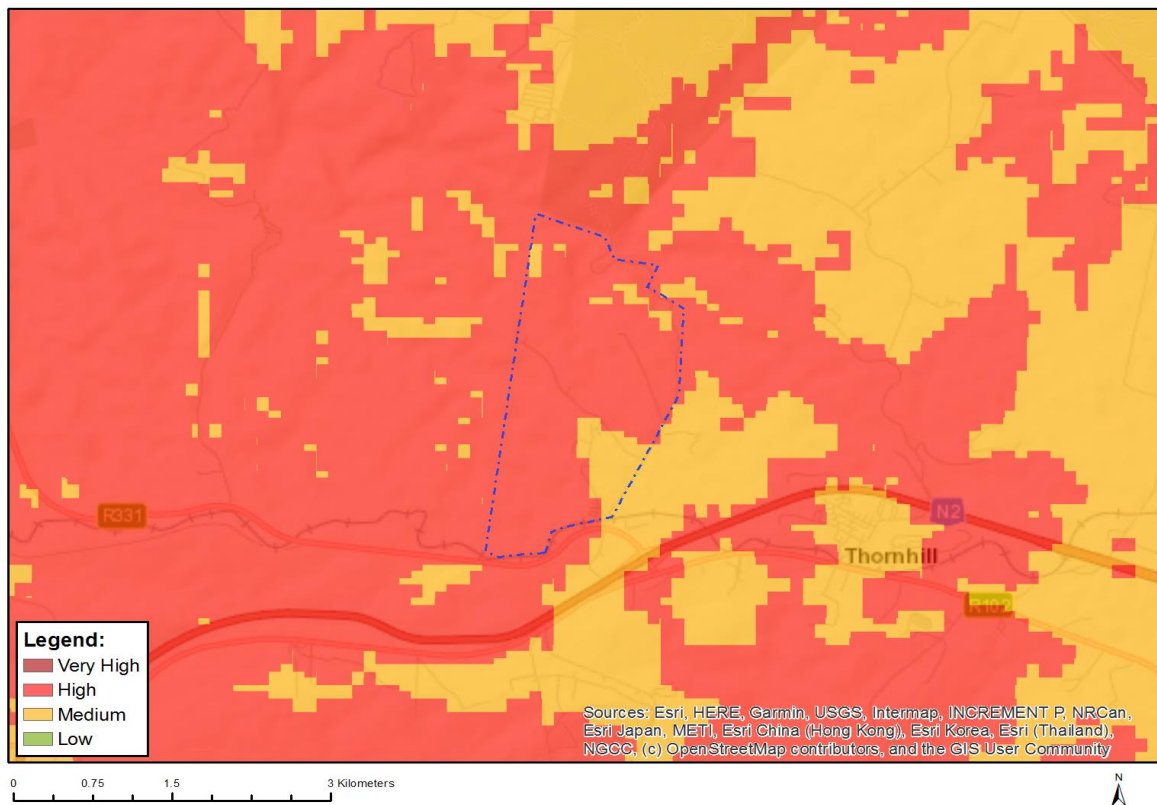 R331
N2
Thornhill
R102
Legend:
Very High
High
Medium
Low
Sources: Esri, HERE, Garmin, USGS, Intermap, INCREMENT P, NRCan,
Esri Japan, METI, Esri China (Hong Kong), Esri Korea, Esri (Thailand),
NGCC, (c) OpenStreetMap contributors, and the GIS User Community
0 0.75 1.5 3 Kilometers
N